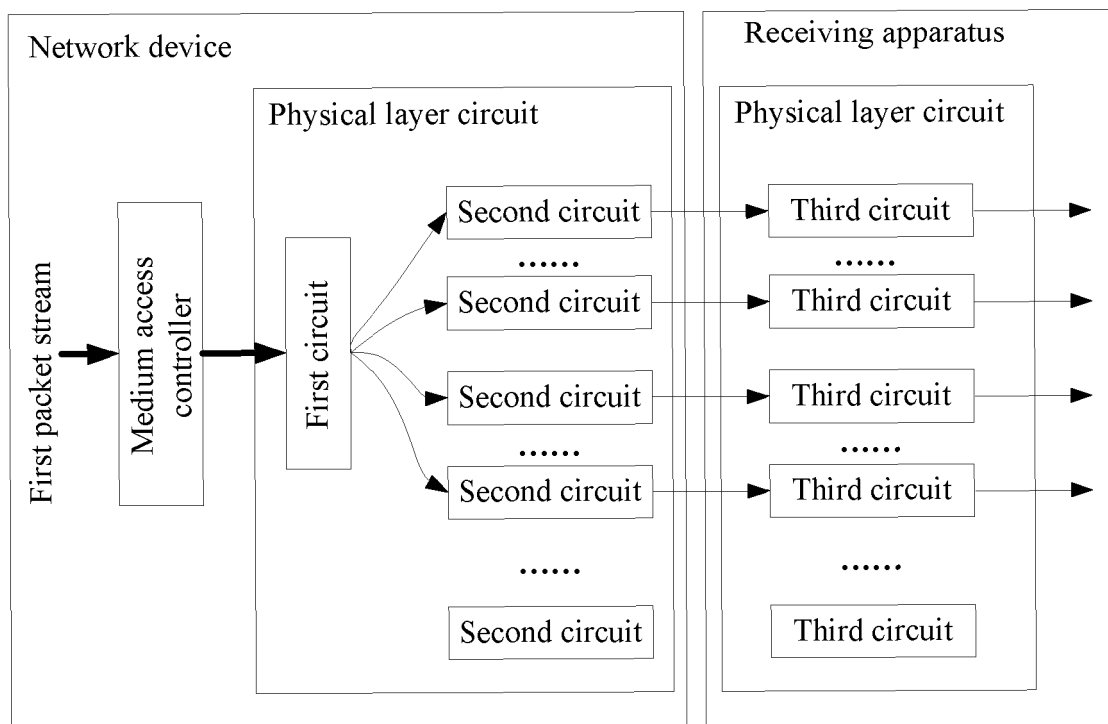 Network device
Receiving apparatus
Physical layer circuit
Physical layer circuit
First packet stream
Medium access
controller
First circuit
Second circuit
Third circuit
......
......
Second circuit
Third circuit
Second circuit
Third circuit
......
......
Second circuit
Third circuit
......
......
Second circuit
Third circuit